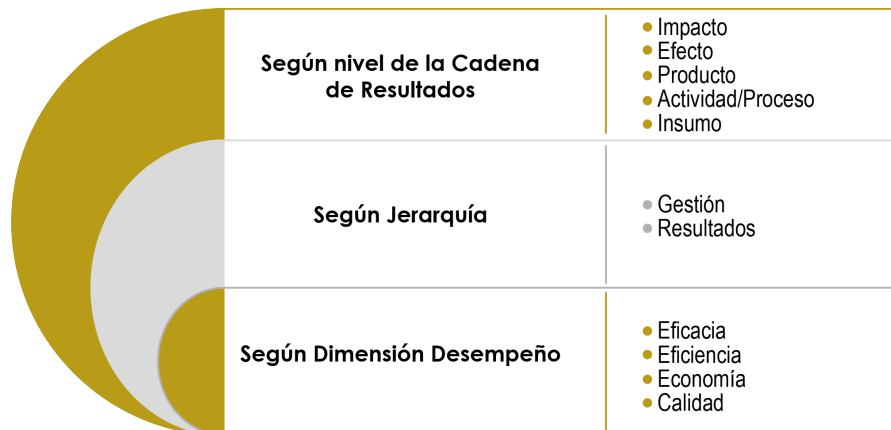 Según nivel de la Cadena
de Resultados
• Impacto
• Efecto
• Producto
• Actividad/Proceso
• Insumo
Según Jerarquía
• Gestión
• Resultados
Según Dimensión Desempeño
• Eficacia
• Eficiencia
• Economía
• Calidad